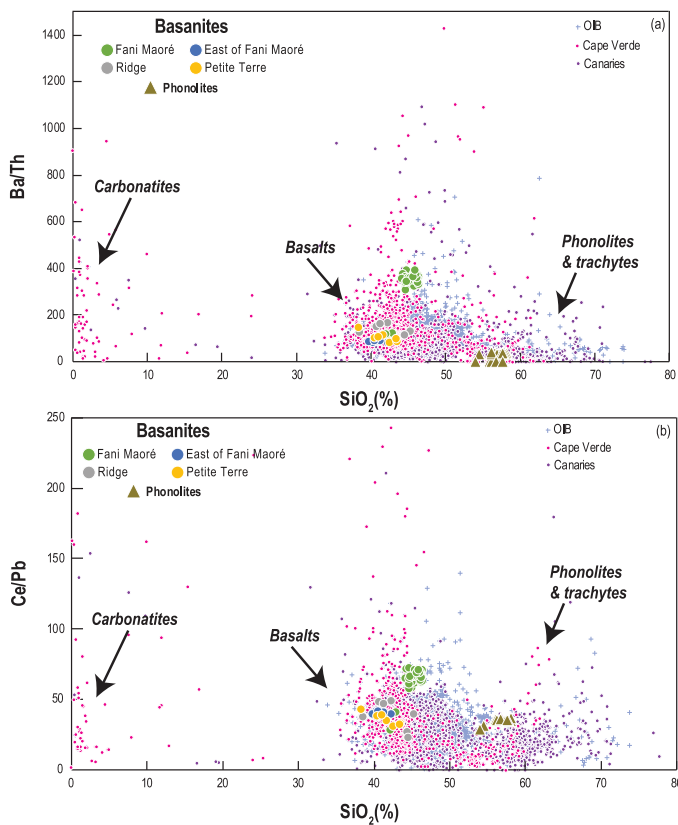 (a)
Basanites
Fani Maoré
East of Fani Maoré
Ridge
Petite Terre
Phonolites
OIB
Cape Verde
Canaries
1400
1200
1000
800
600
400
200
0
Ba/Th
Carbonatites
Basalts
Phonolites
& trachytes
0 10 20 30 40 50 60 70 80
SiO2(%)
(b)
Basanites
Fani Maoré
East of Fani Maoré
Ridge
Petite Terre
Phonolites
OIB
Cape Verde
Canaries
250
200
150
100
50
0
Ce/Pb
Carbonatites
Basalts
Phonolites
& trachytes
0 10 20 30 40 50 60 70 80
SiO2(%)